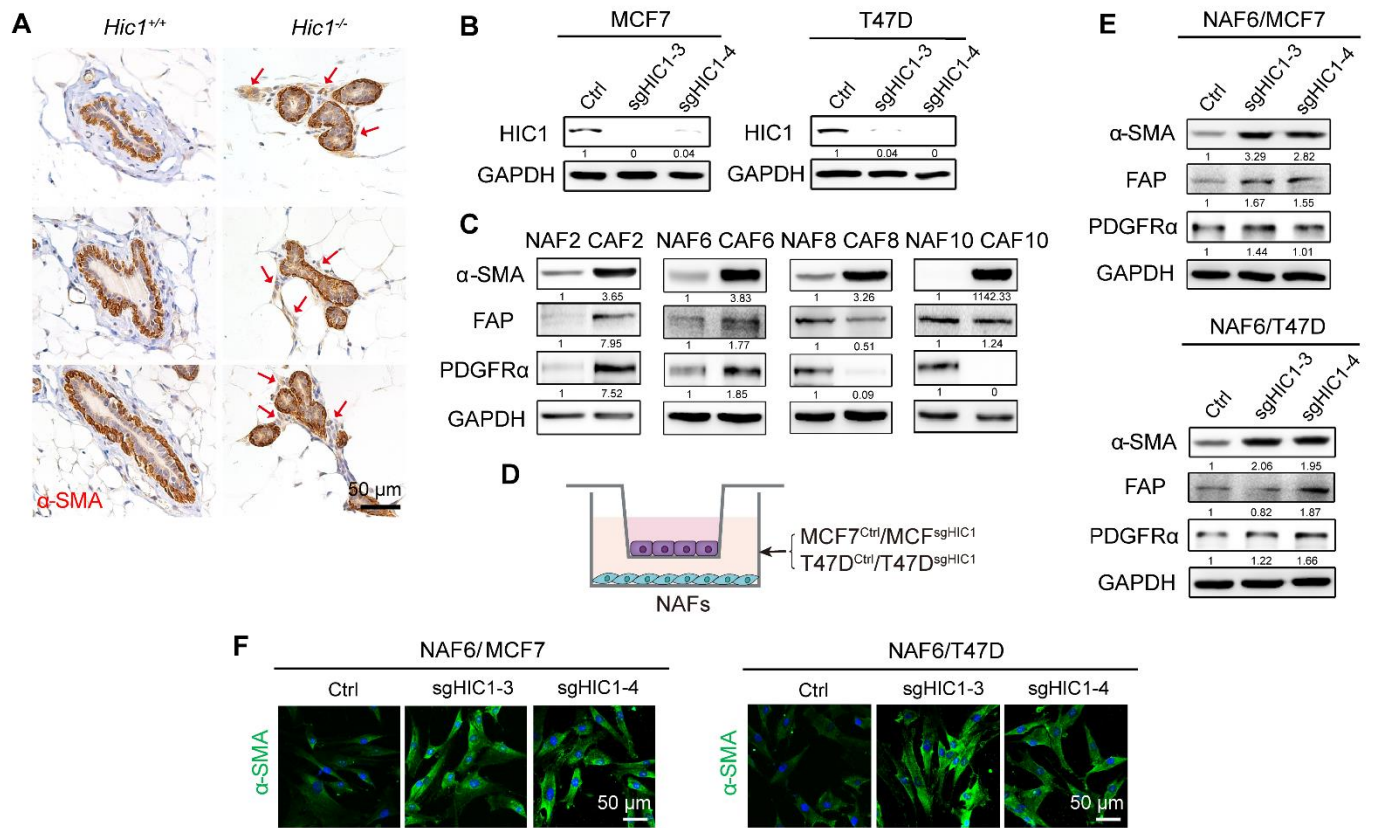 A
Hic1+/+ Hic1-/-
α-SMA
50 μm
B
MCF7 T47D
Ctrl sgHIC1-3 sgHIC1-4 Ctrl sgHIC1-3 sgHIC1-4
HIC1 HIC1
1 0 0.04 1 0.04 0
GAPDH GAPDH
C
NAF2 CAF2 NAF6 CAF6 NAF8 CAF8 NAF10 CAF10
α-SMA
1 3.65 1 3.83 1 3.26 1 1142.33
FAP
1 7.95 1 1.77 1 0.51 1 1.24
PDGFRα
1 7.52 1 1.85 1 0.09 1 0
GAPDH
D
MCF7Ctrl/MCFsgHIC1
T47DCtrl/T47DsgHIC1
NAFs
E
NAF6/MCF7
Ctrl sgHIC1-3 sgHIC1-4
α-SMA
1 3.29 2.82
FAP
1 1.67 1.55
PDGFRα
1 1.44 1.01
GAPDH
NAF6/T47D
Ctrl sgHIC1-3 sgHIC1-4
α-SMA
1 2.06 1.95
FAP
1 0.82 1.87
PDGFRα
1 1.22 1.66
GAPDH
F
NAF6/MCF7 NAF6/T47D
Ctrl sgHIC1-3 sgHIC1-4 Ctrl sgHIC1-3 sgHIC1-4
α-SMA α-SMA
50 μm 50 μm